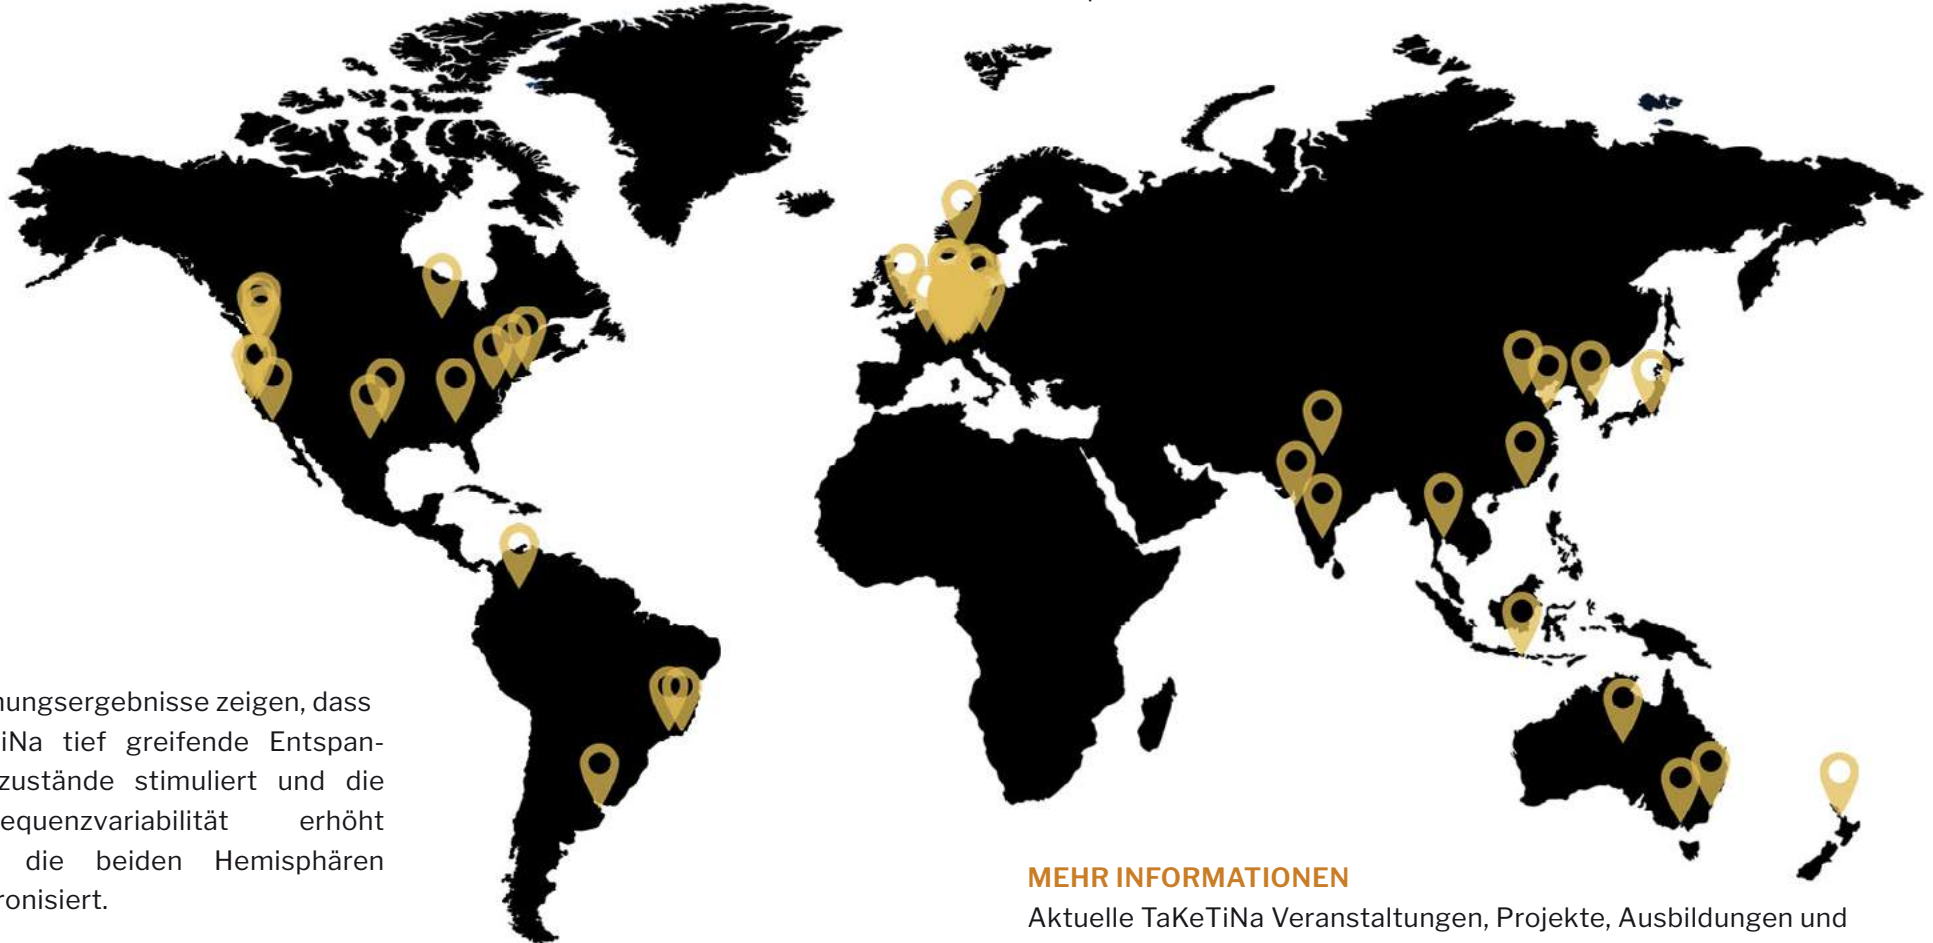 nungsergebnisse zeigen, dass
iNa tief greifende Entspan-
zustände stimuliert und die
equenzvariabilität erhöht
die beiden Hemisphären
ronisiert.
MEHR INFORMATIONEN
Aktuelle TaKeTiNa Veranstaltungen, Projekte, Ausbildungen und